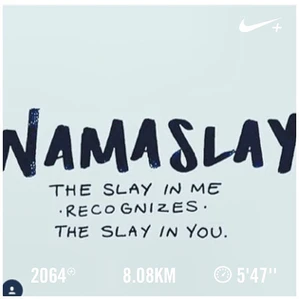 NAMASLAY
THE SLAY IN ME
·RECOGNIZES·
THE SLAY IN YOU.
2064
8.08KM
5'47"